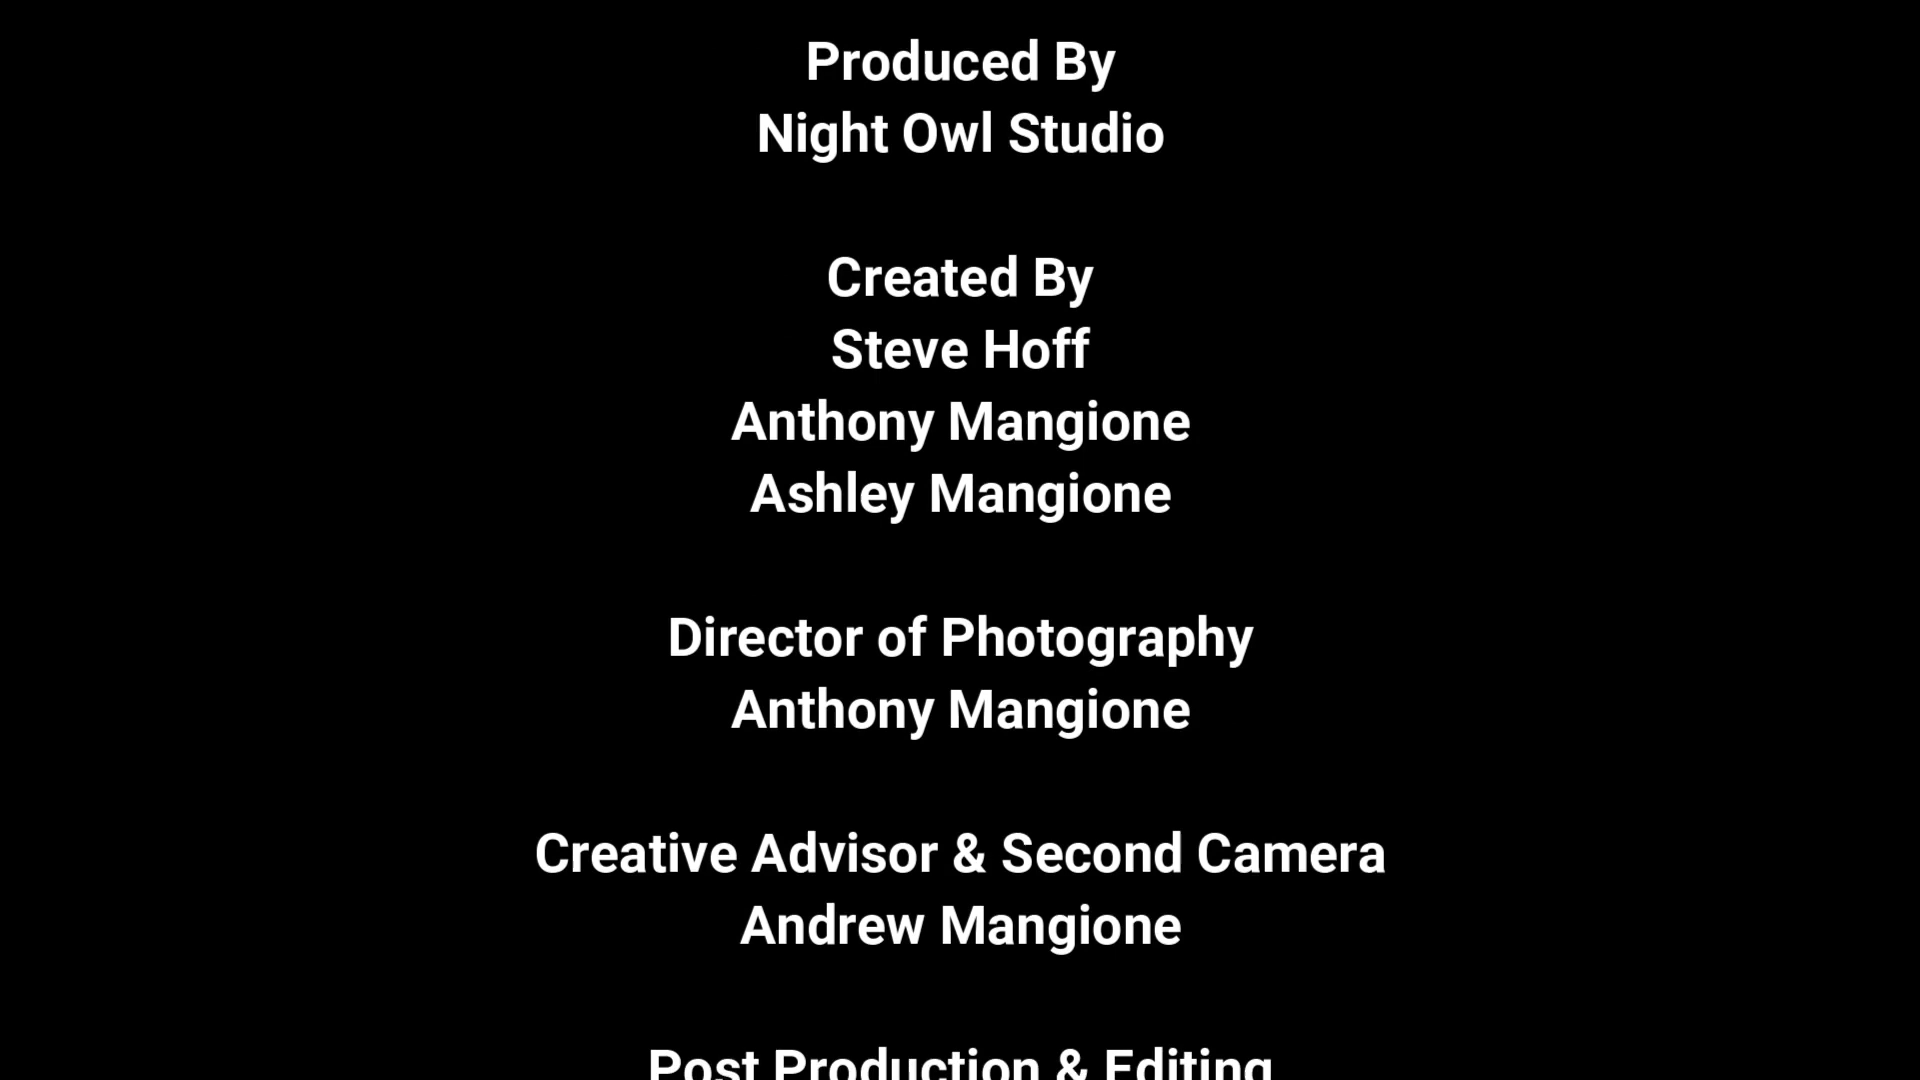 Produced By
Night Owl Studio
Created By
Steve Hoff
Anthony Mangione
Ashley Mangione
Director of Photography
Anthony Mangione
Creative Advisor & Second Camera
Andrew Mangione
Post Production & Editing